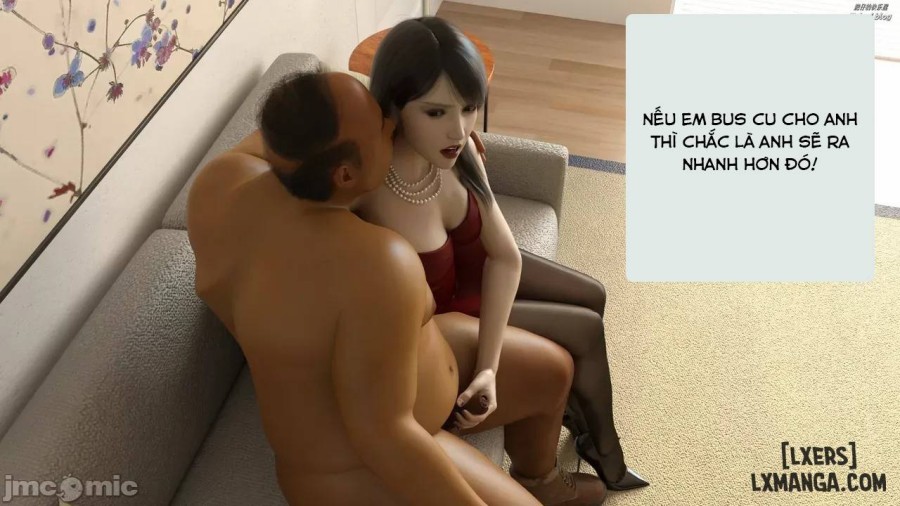 NẾU EM BUS CU CHO ANH
THÌ CHẮC LÀ ANH SẼ RA
NHANH HƠN ĐÓ!
[LXERS]
LXMANGA.COM
jmcomic